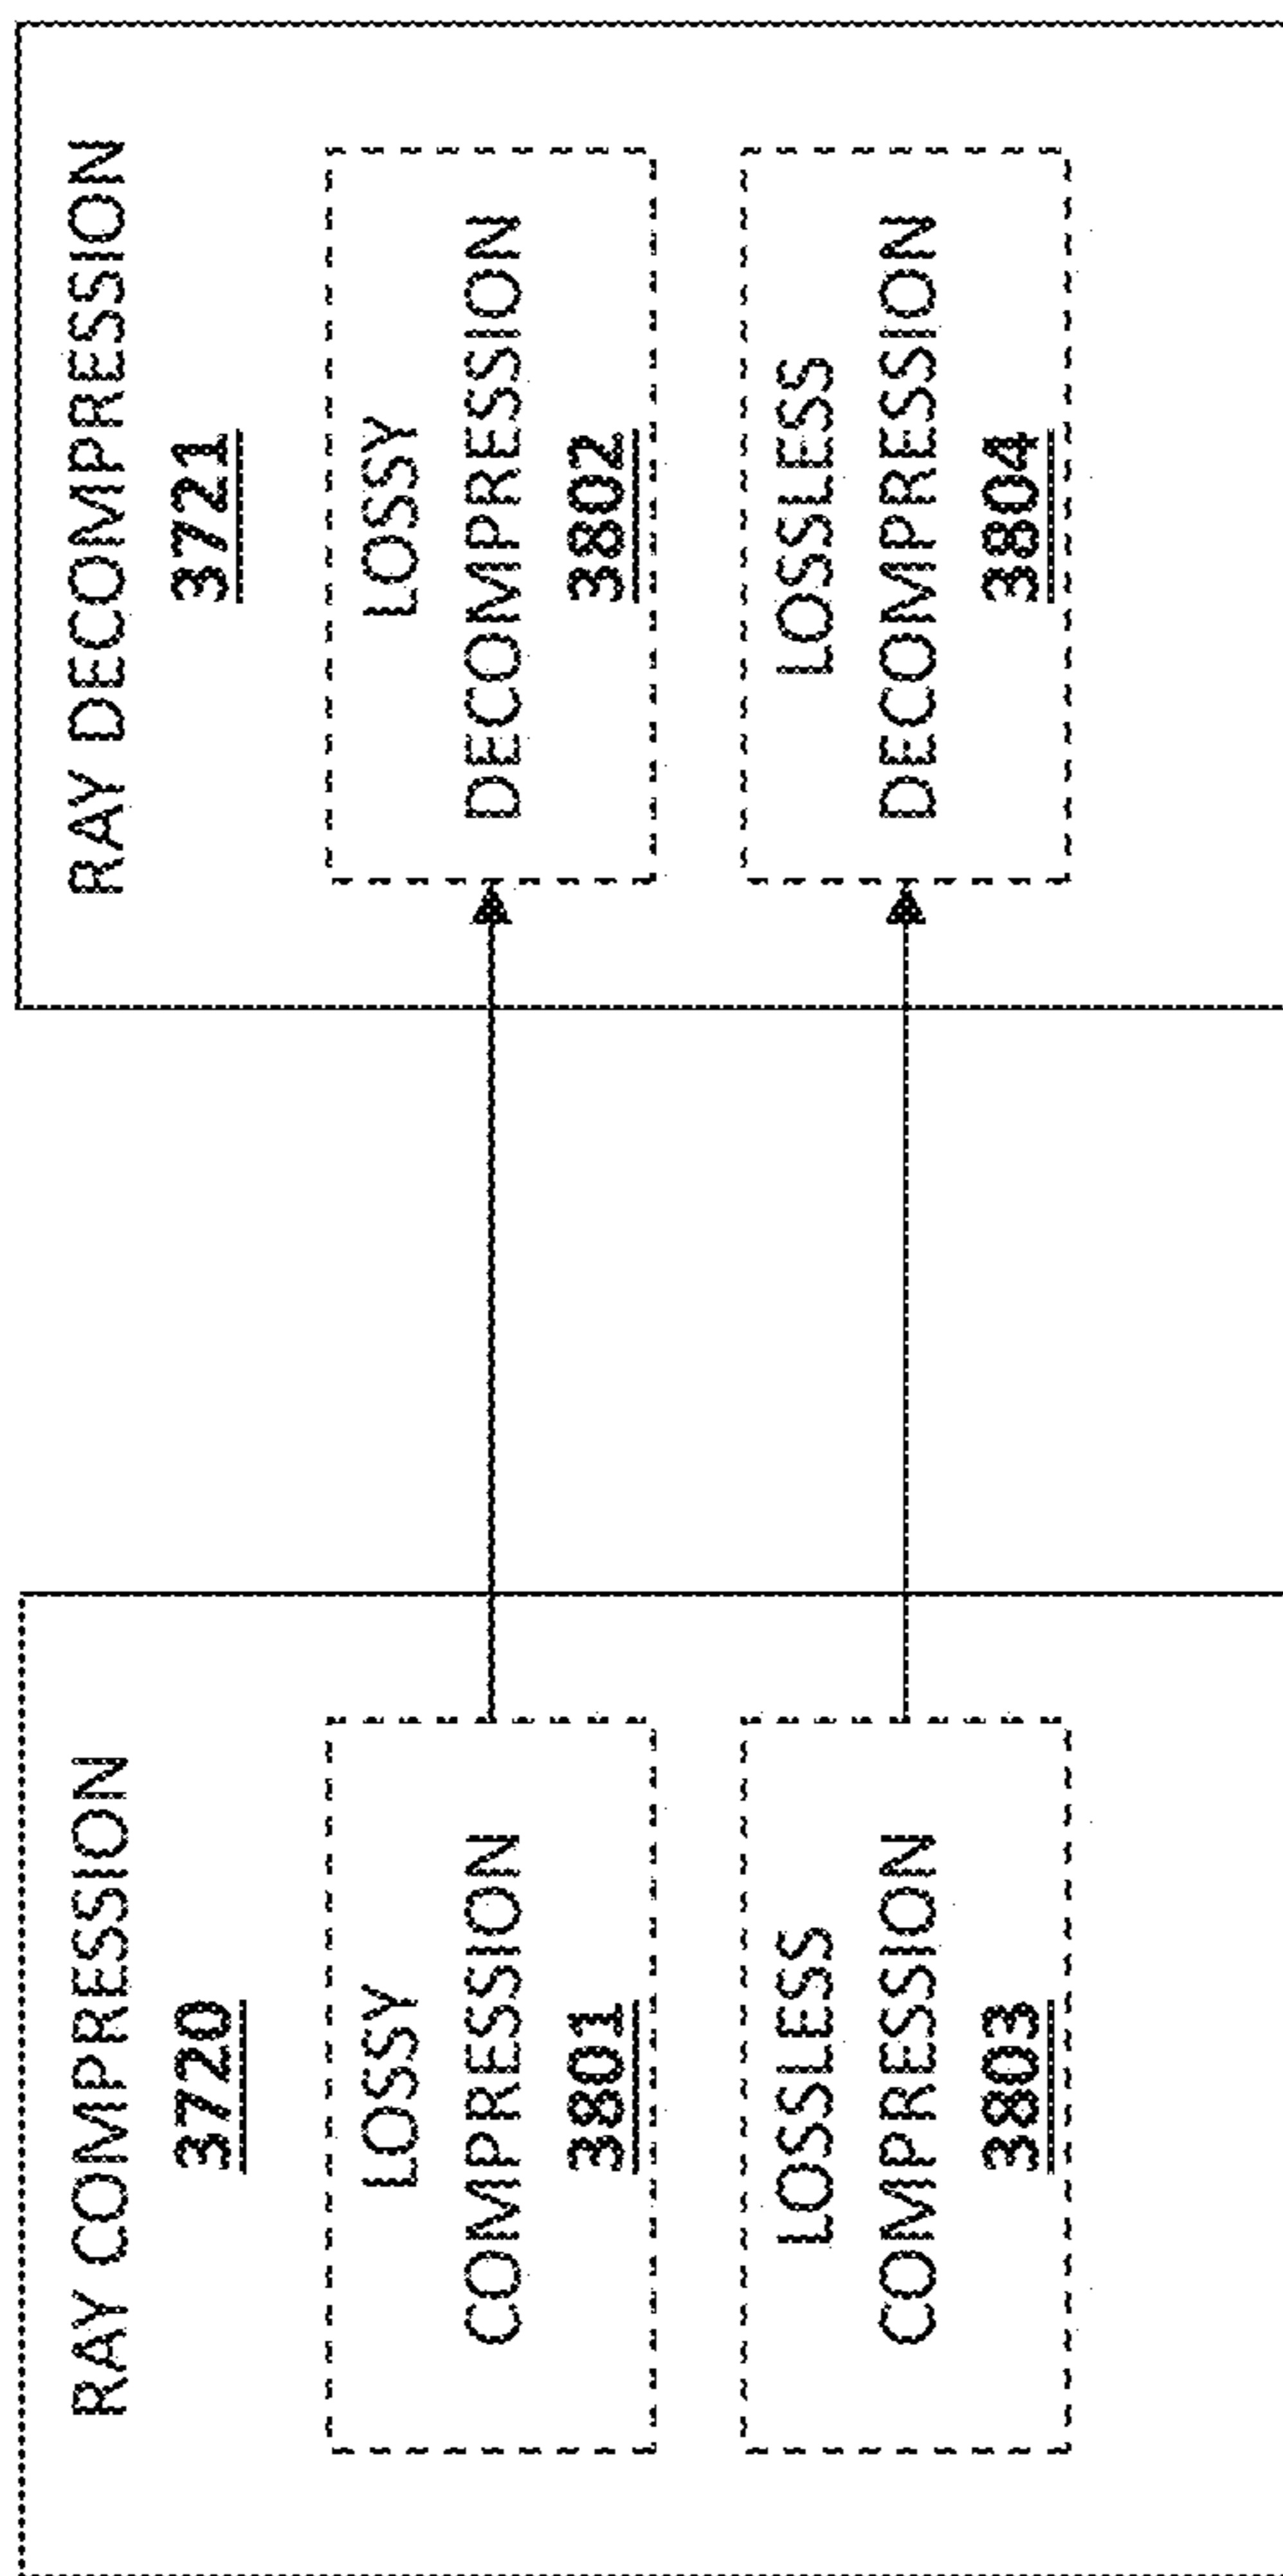 RAY COMPRESSION
3720
LOSSY
COMPRESSION
3801
LOSSLESS
COMPRESSION
3803
RAY DECOMPRESSION
3721
LOSSY
DECOMPRESSION
3802
LOSSLESS
DECOMPRESSION
3804